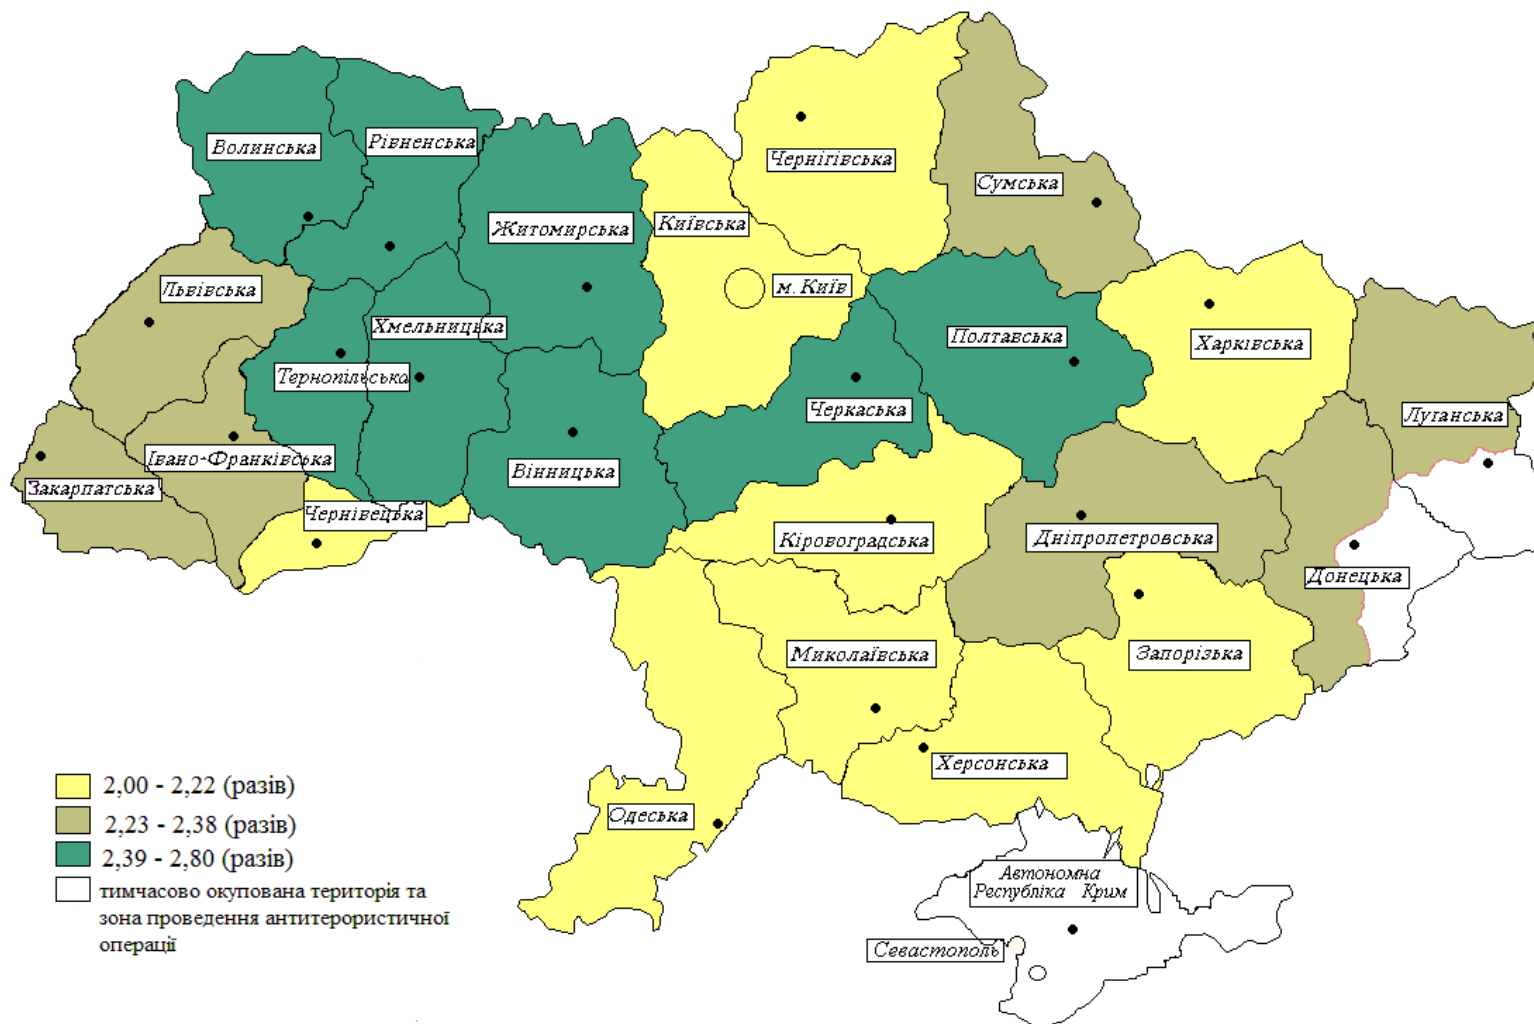 Волинська
Рівненська
Житомирська
Київська
Чернігівська
Сумська
Львівська
Хмельницька
м. Київ
Полтавська
Харківська
Тернопільська
Черкаська
Луганська
Івано-Франківська
Закарпатська
Вінницька
Чернівецька
Кіровоградська
Дніпропетровська
Донецька
Миколаївська
Запорізька
Херсонська
Одеська
Автономна
Республіка Крим
Севастополь
2,00 - 2,22 (разів)
2,23 - 2,38 (разів)
2,39 - 2,80 (разів)
тимчасово окупована територія та
зона проведення антитерористичної
операції